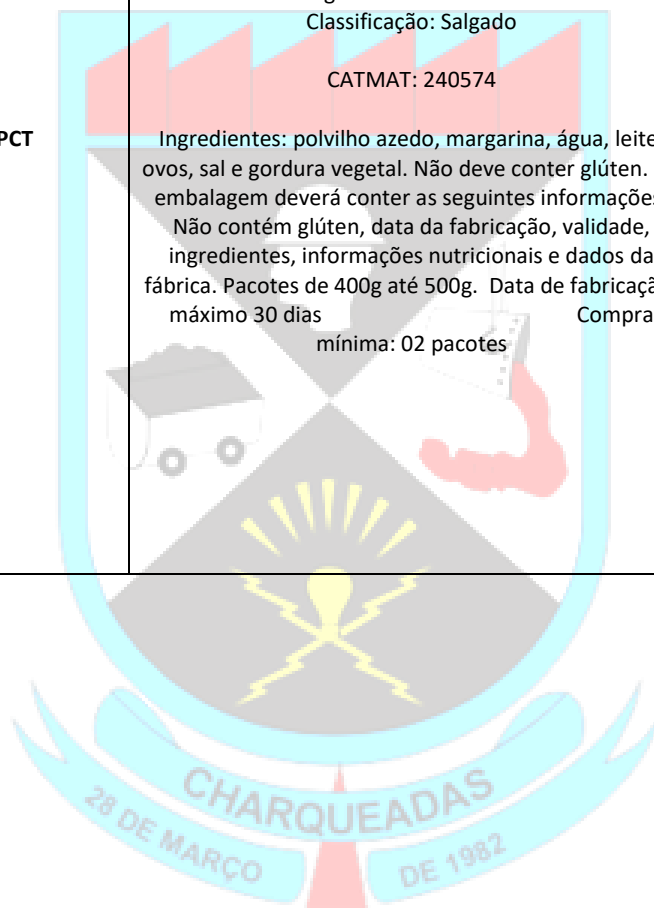 Classificação: Salgado
CATMAT: 240574
PCT
Ingredientes: polvilho azedo, margarina, água, leite
ovos, sal e gordura vegetal. Não deve conter glúten.
embalagem deverá conter as seguintes informações
Não contém glúten, data da fabricação, validade,
ingredientes, informações nutricionais e dados da
fábrica. Pacotes de 400g até 500g. Data de
máximo 30 dias Compra
mínima: 02 pacotes
CHARQUEADAS
28 DE MARÇO DE 1982